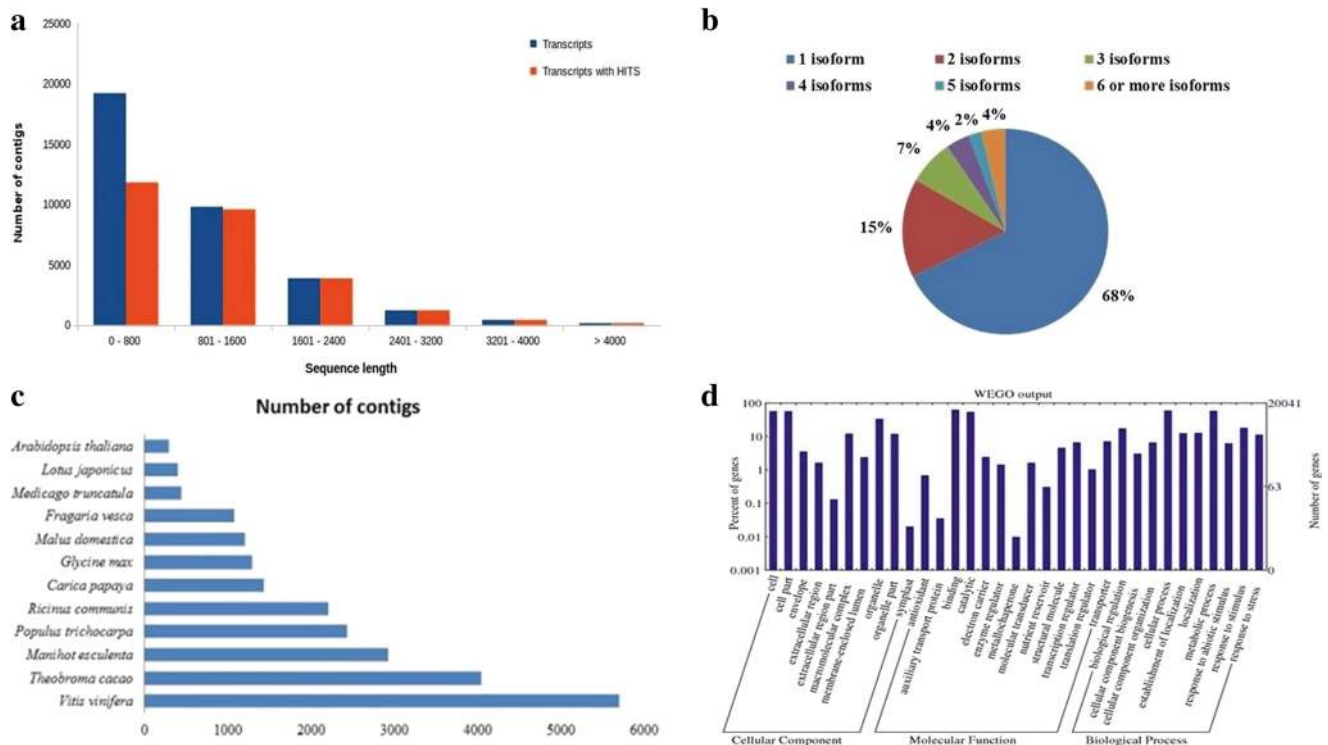 a
25000
20000
15000
10000
5000
0
Number of contigs
Transcripts
Transcripts with HITS
0 - 800
801 - 1600
1601 - 2400
2401 - 3200
3201 - 4000
> 4000
Sequence length
b
1 isoform
2 isoforms
3 isoforms
4 isoforms
5 isoforms
6 or more isoforms
4%
2%
4%
7%
15%
68%
c
Number of contigs
Arabidopsis thaliana
Lotus japonicus
Medicago truncatula
Fragaria vesca
Malus domestica
Glycine max
Carica papaya
Ricinus communis
Populus trichocarpa
Manihot esculenta
Theobroma cacao
Vitis vinifera
0
1000
2000
3000
4000
5000
6000
d
WEGO output
100
10
1
0.1
0.01
0.001
Percent of genes
20041
63
0
Number of genes
cell
cell part
envelope
extracellular region
extracellular region part
macromolecular complex
membrane-enclosed lumen
organelle
organelle part
symplast
antioxidant
auxiliary transport protein
binding
catalytic
electron carrier
enzyme regulator
metallochaperone
molecular transducer
nutrient reservoir
structural molecule
transcription regulator
translation regulator
transporter
biological regulation
cellular component biogenesis
cellular component organization
cellular process
establishment of localization
localization
metabolic process
response to abiotic stimulus
response to stimulus
response to stress
Cellular Component
Molecular Function
Biological Process